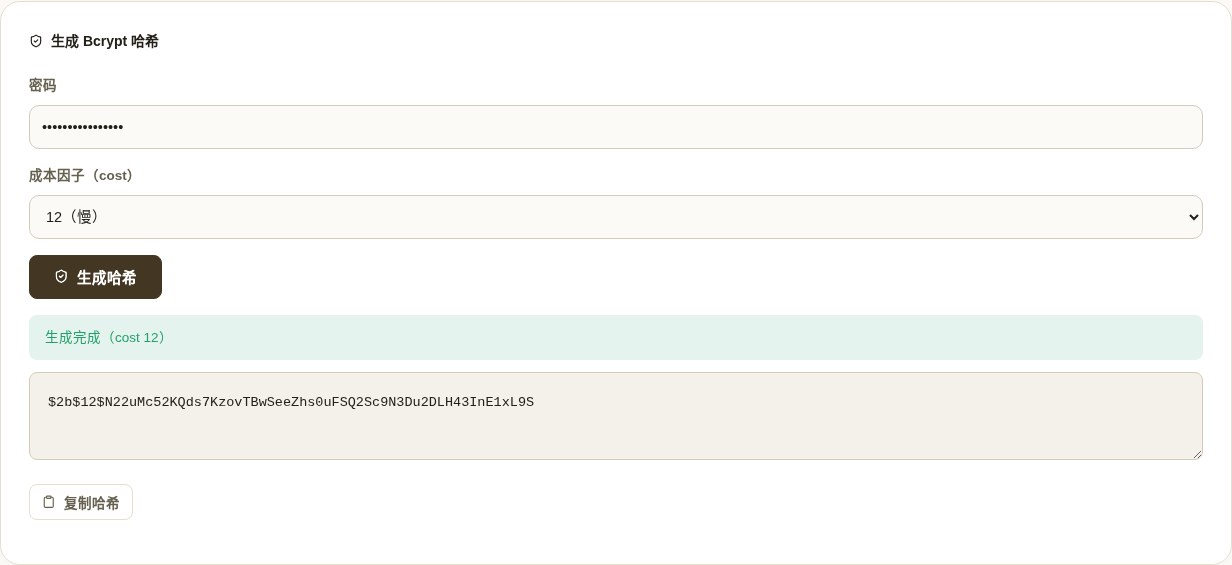 生成 Bcrypt 哈希
密码
••••••••••••••••
成本因子（cost）
12（慢）
生成哈希
生成完成（cost 12）
$2b$12$N22uMc52KQds7KzovTBwSeeZhs0uFSQ2Sc9N3Du2DLH43InE1xL9S
复制哈希